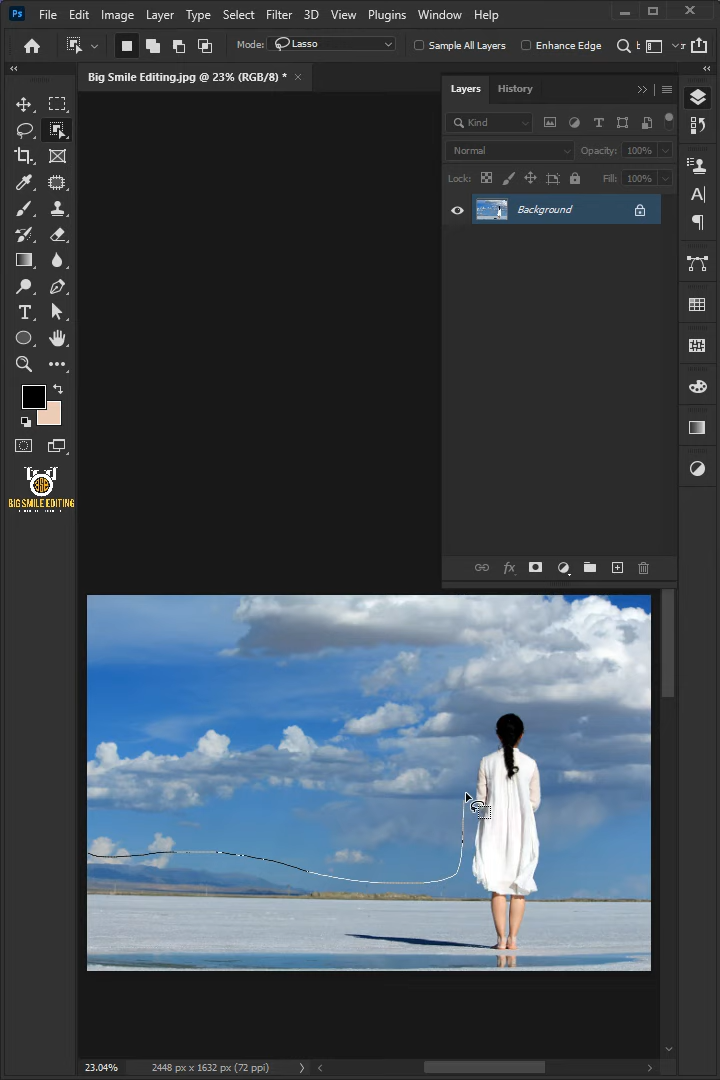 Ps File Edit Image Layer Type Select Filter 3D View Plugins Window Help
Mode: Lasso Sample All Layers Enhance Edge
Big Smile Editing.jpg @ 23% (RGB/8) *
Layers History
Kind
Normal Opacity: 100%
Lock: Fill: 100%
Background
fx
BIG SMILE EDITING
23.04% 2448 px x 1632 px (72 ppi)